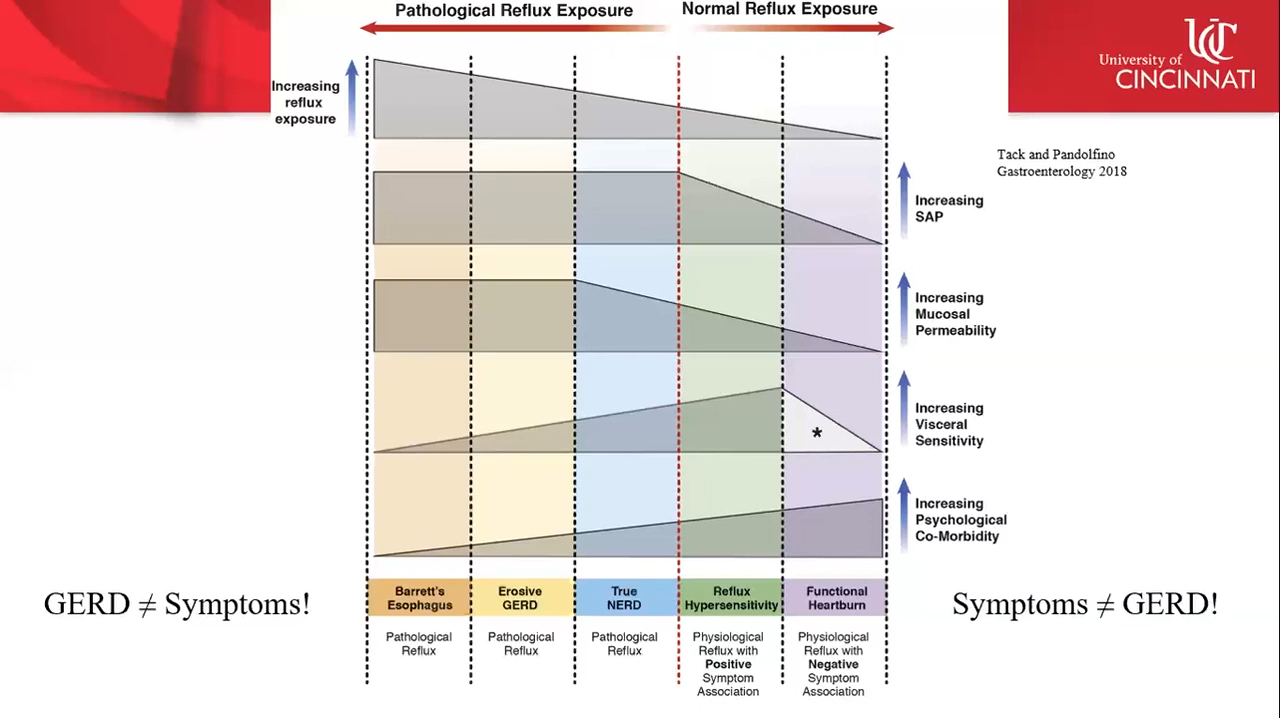 Pathological Reflux Exposure
Normal Reflux Exposure
UC
University of
CINCINNATI
Increasing
reflux
exposure
Tack and Pandolfino
Gastroenterology 2018
Increasing
SAP
Increasing
Mucosal
Permeability
Increasing
Visceral
Sensitivity
*
Increasing
Psychological
Co-Morbidity
GERD ≠ Symptoms!
Barrett's
Esophagus
Erosive
GERD
True
NERD
Reflux
Hypersensitivity
Functional
Heartburn
Symptoms ≠ GERD!
Pathological
Reflux
Pathological
Reflux
Pathological
Reflux
Physiological
Reflux with
Positive
Symptom
Association
Physiological
Reflux with
Negative
Symptom
Association